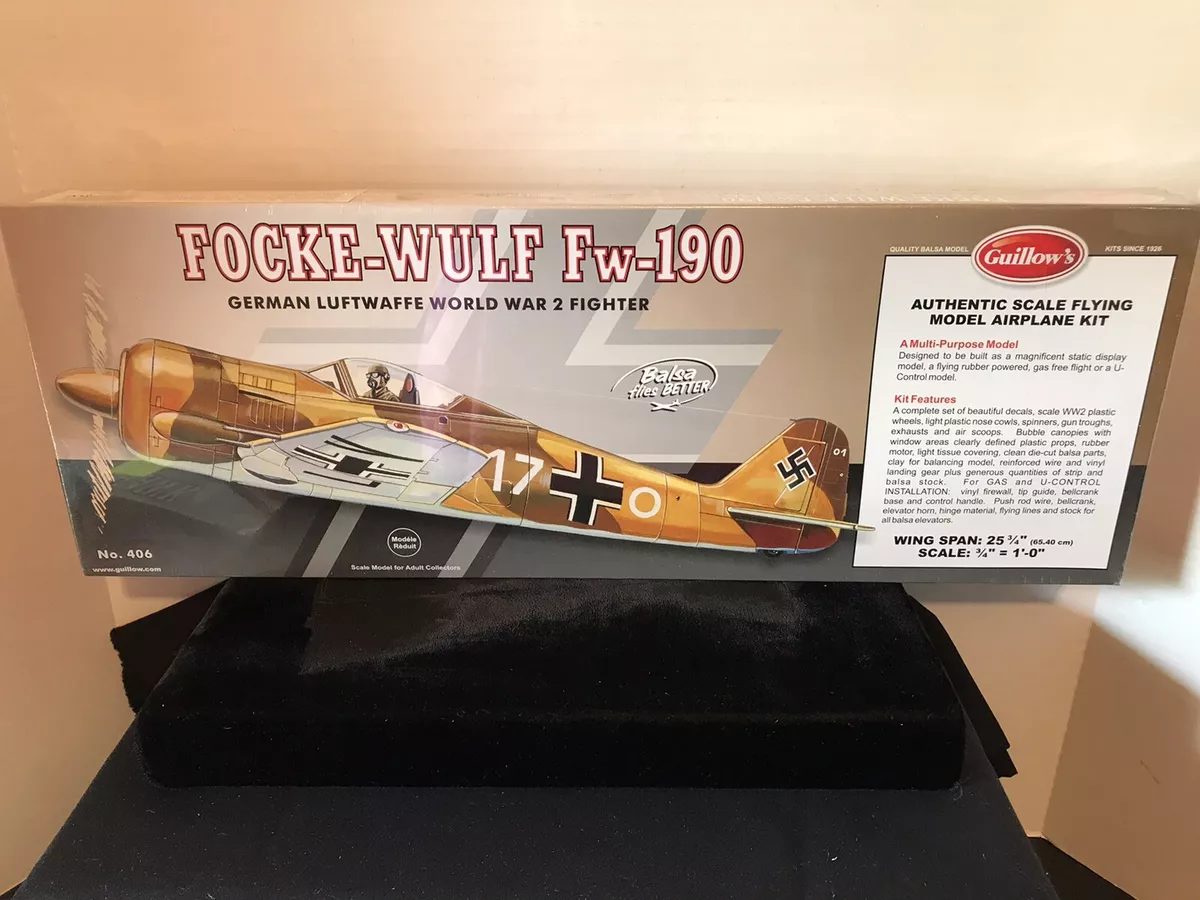 FOCKE-WULF Fw-190
GERMAN LUFTWAFFE WORLD WAR 2 FIGHTER
Balsa
flies BETTER
17
01
No. 406
www.guillow.com
Modèle
Réduit
Scale Model for Adult Collectors
QUALITY BALSA MODEL
Guillow's
KITS SINCE 1926
AUTHENTIC SCALE FLYING
MODEL AIRPLANE KIT
A Multi-Purpose Model
Designed to be built as a magnificent static display
model, a flying rubber powered, gas free flight or a U-
Control model.
Kit Features
A complete set of beautiful decals, scale WW2 plastic
wheels, light plastic nose cowls, spinners, gun troughs,
exhausts and air scoops. Bubble canopies with
window areas clearly defined plastic props, rubber
motor, light tissue covering, clean die-cut balsa parts,
clay for balancing model, reinforced wire and vinyl
landing gear plus generous quantities of strip and
balsa stock. For GAS and U-CONTROL
INSTALLATION: vinyl firewall, tip guide, bellcrank
base and control handle. Push rod wire, bellcrank,
elevator horn, hinge material, flying lines and stock for
all balsa elevators.
WING SPAN: 25 ¾" (65.40 cm)
SCALE: ¾" = 1'-0"